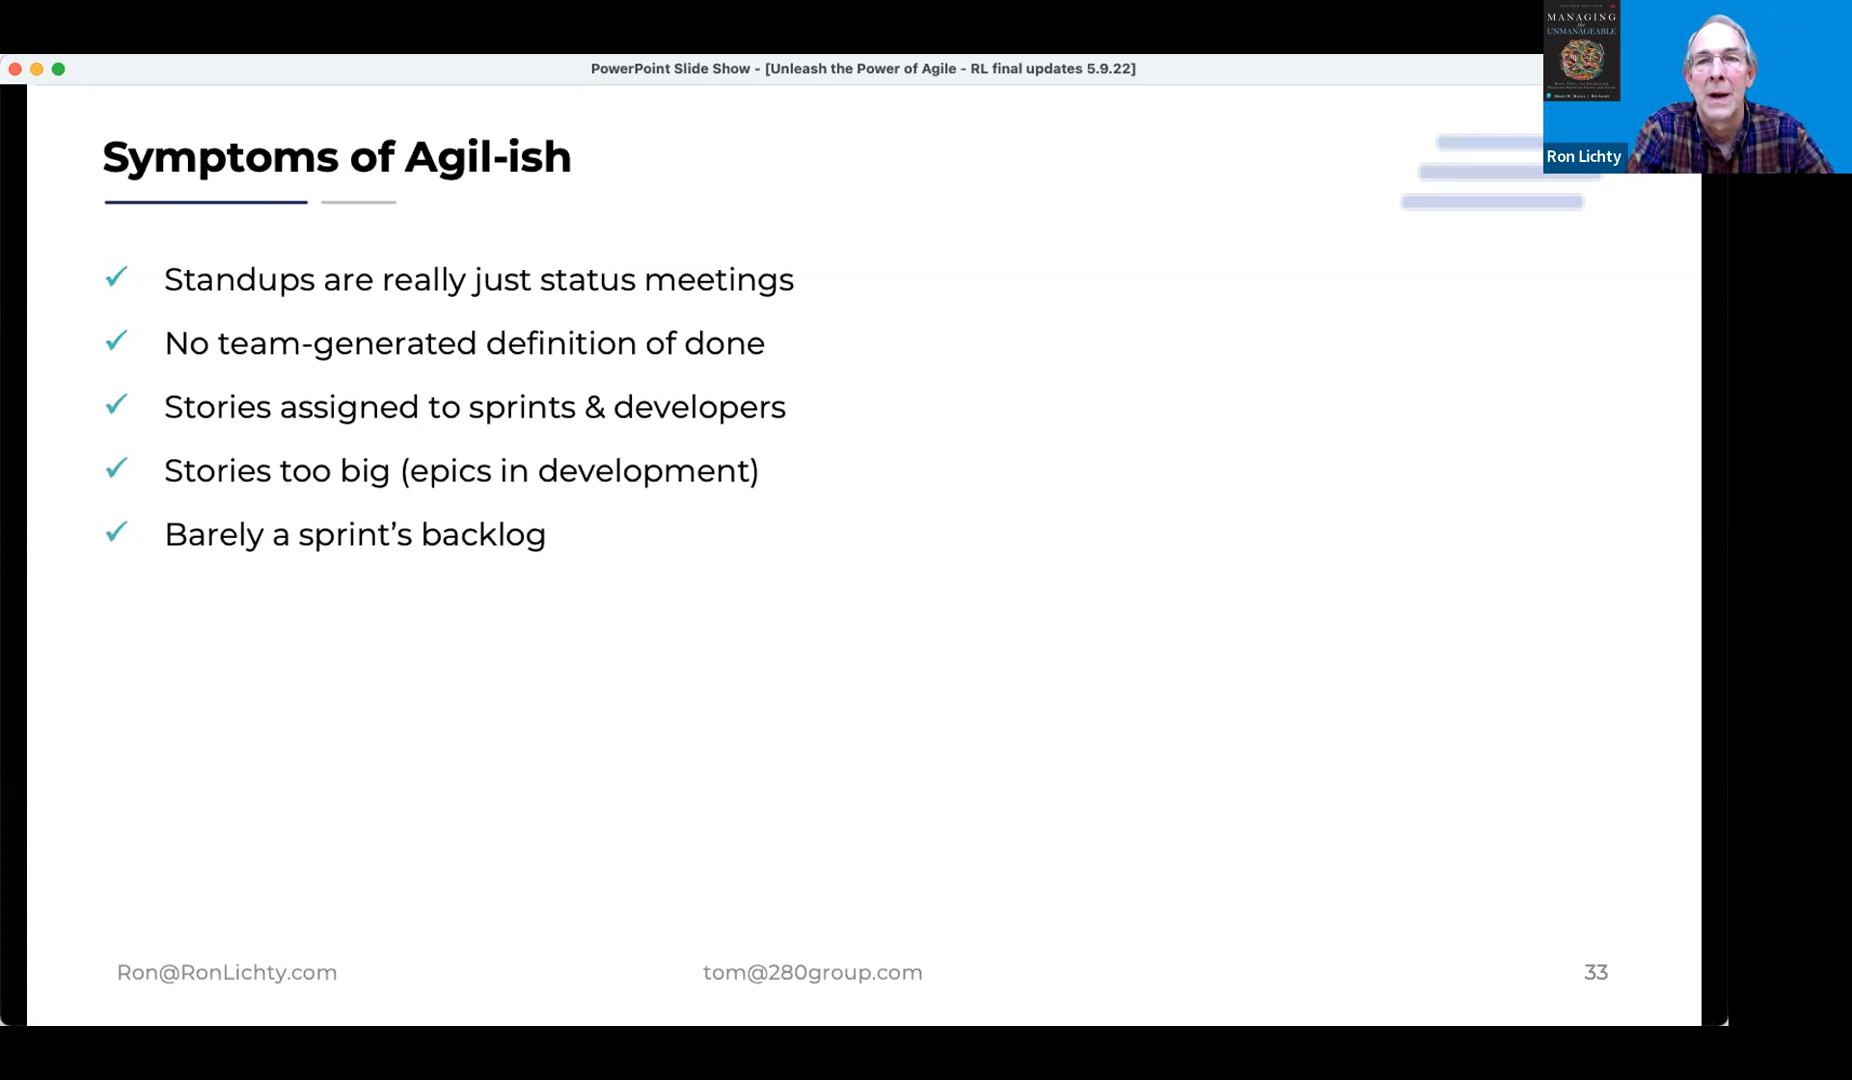 PowerPoint Slide Show - [Unleash the Power of Agile - RL final updates 5.9.22]
MANAGING
the
UNMANAGEABLE
Ron Lichty
Symptoms of Agil-ish
✓ Standups are really just status meetings
✓ No team-generated definition of done
✓ Stories assigned to sprints & developers
✓ Stories too big (epics in development)
✓ Barely a sprint’s backlog
Ron@RonLichty.com
tom@280group.com
33